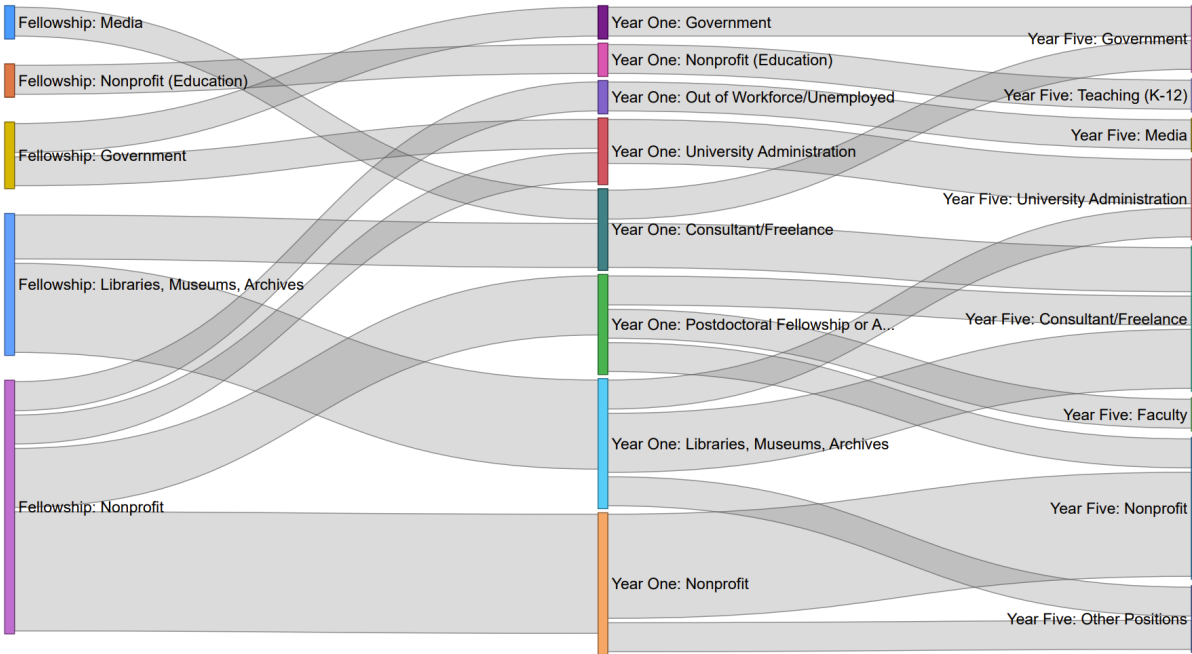 Fellowship: Media
Fellowship: Nonprofit (Education)
Fellowship: Government
Fellowship: Libraries, Museums, Archives
Fellowship: Nonprofit
Year One: Government
Year One: Nonprofit (Education)
Year One: Out of Workforce/Unemployed
Year One: University Administration
Year One: Consultant/Freelance
Year One: Postdoctoral Fellowship or A...
Year One: Libraries, Museums, Archives
Year One: Nonprofit
Year Five: Government
Year Five: Teaching (K-12)
Year Five: Media
Year Five: University Administration
Year Five: Consultant/Freelance
Year Five: Faculty
Year Five: Nonprofit
Year Five: Other Positions